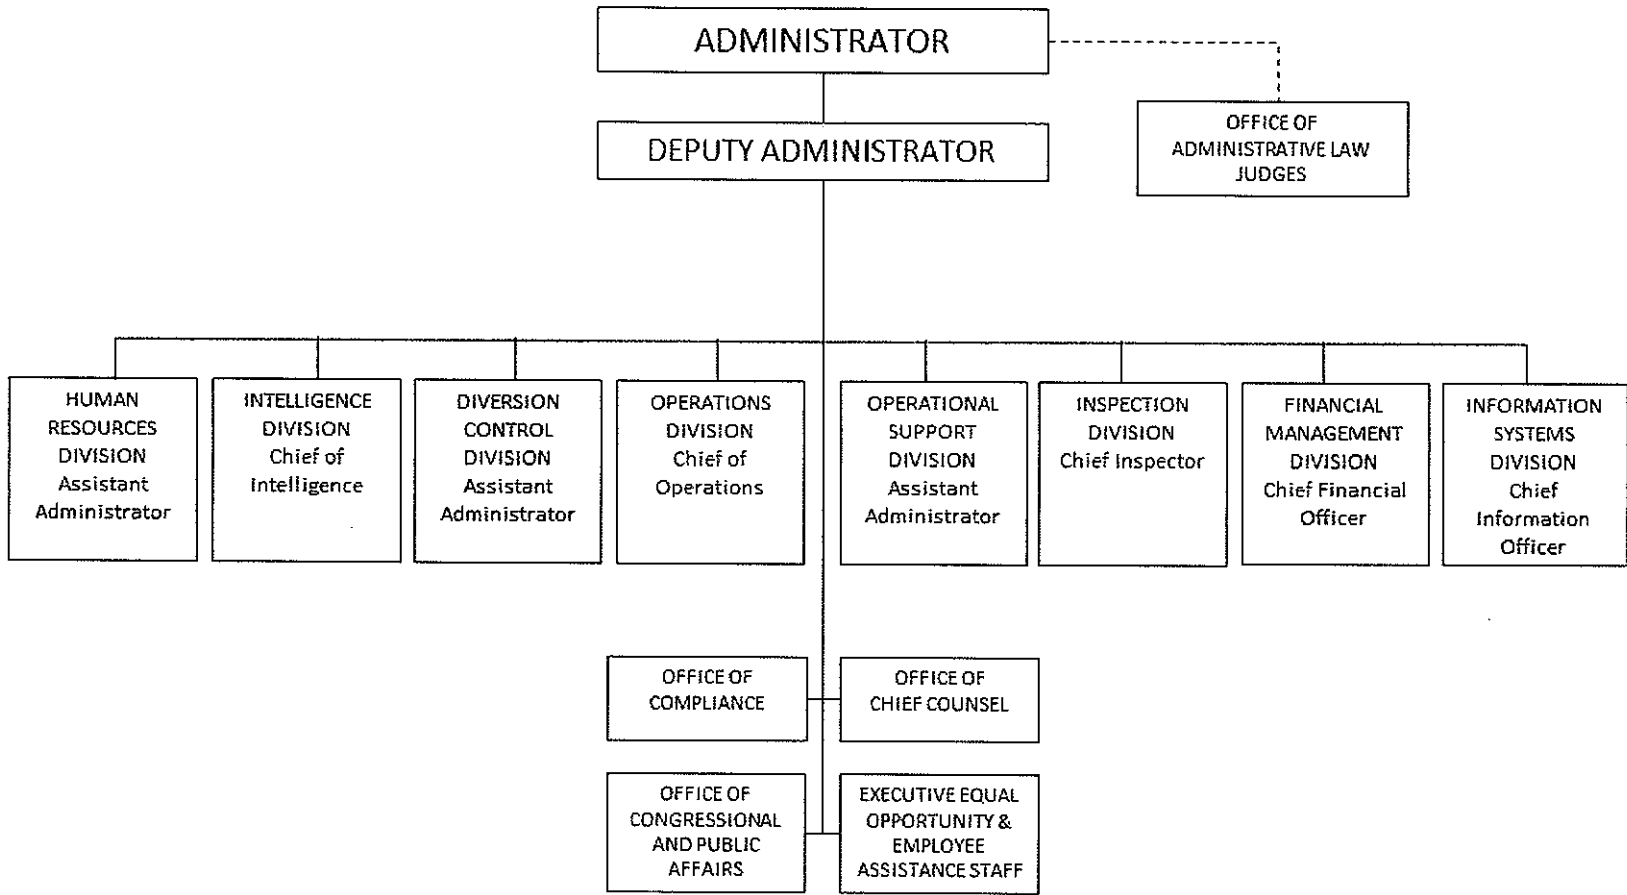 ADMINISTRATOR
DEPUTY ADMINISTRATOR
OFFICE OF
ADMINISTRATIVE LAW
JUDGES
HUMAN
RESOURCES
DIVISION
Assistant
Administrator
INTELLIGENCE
DIVISION
Chief of
Intelligence
DIVERSION
CONTROL
DIVISION
Assistant
Administrator
OPERATIONS
DIVISION
Chief of
Operations
OPERATIONAL
SUPPORT
DIVISION
Assistant
Administrator
INSPECTION
DIVISION
Chief Inspector
FINANCIAL
MANAGEMENT
DIVISION
Chief Financial
Officer
INFORMATION
SYSTEMS
DIVISION
Chief
Information
Officer
OFFICE OF
COMPLIANCE
OFFICE OF
CHIEF COUNSEL
OFFICE OF
CONGRESSIONAL
AND PUBLIC
AFFAIRS
EXECUTIVE EQUAL
OPPORTUNITY &
EMPLOYEE
ASSISTANCE STAFF